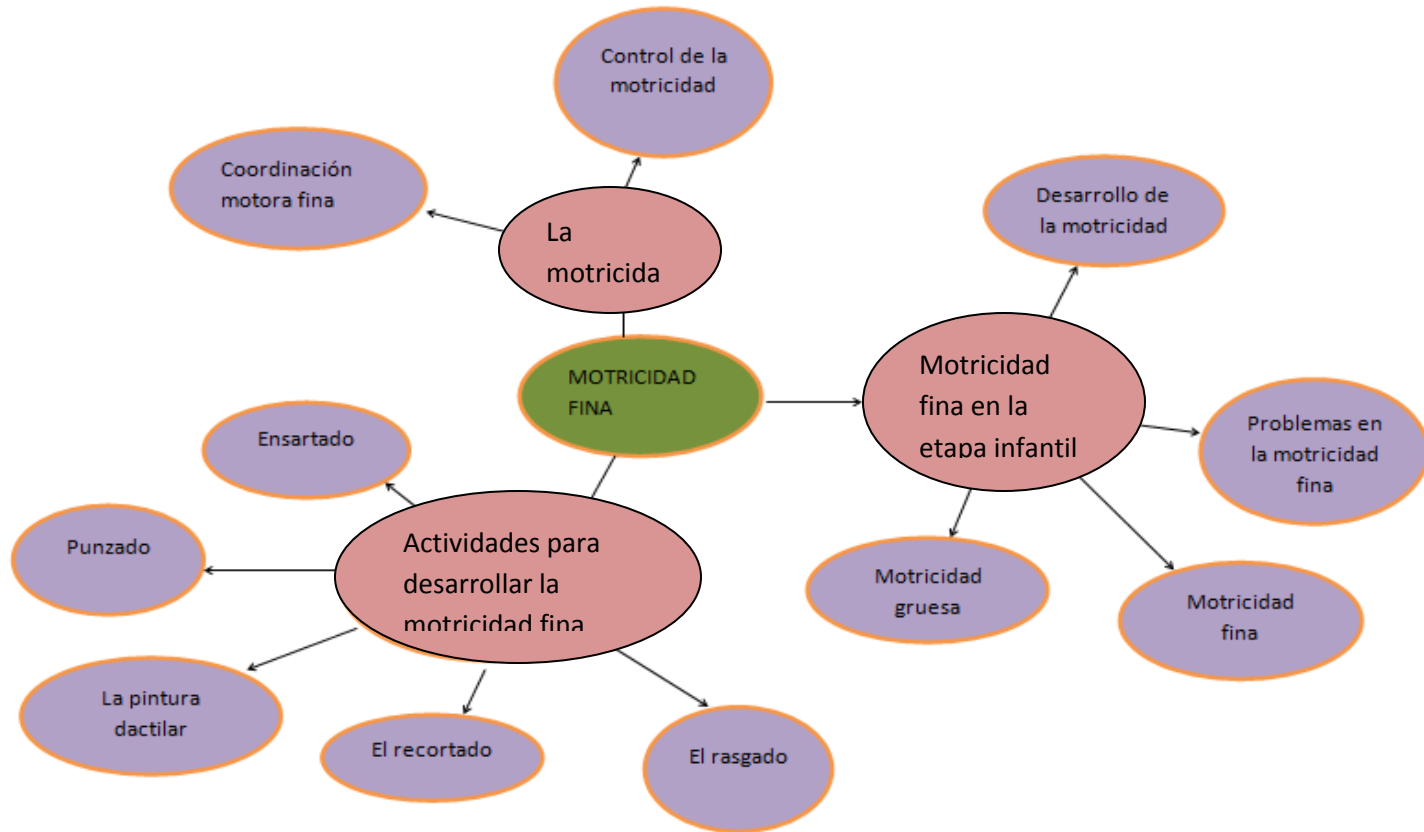 Control de la
motricidad
Coordinación
motora fina
La
motricida
Desarrollo de
la motricidad
MOTRICIDAD
FINA
Motricidad
fina en la
etapa infantil
Problemas en
la motricidad
fina
Motricidad
gruesa
Motricidad
fina
Ensartado
Punzado
Actividades para
desarrollar la
motricidad fina
La pintura
dactilar
El recortado
El rasgado